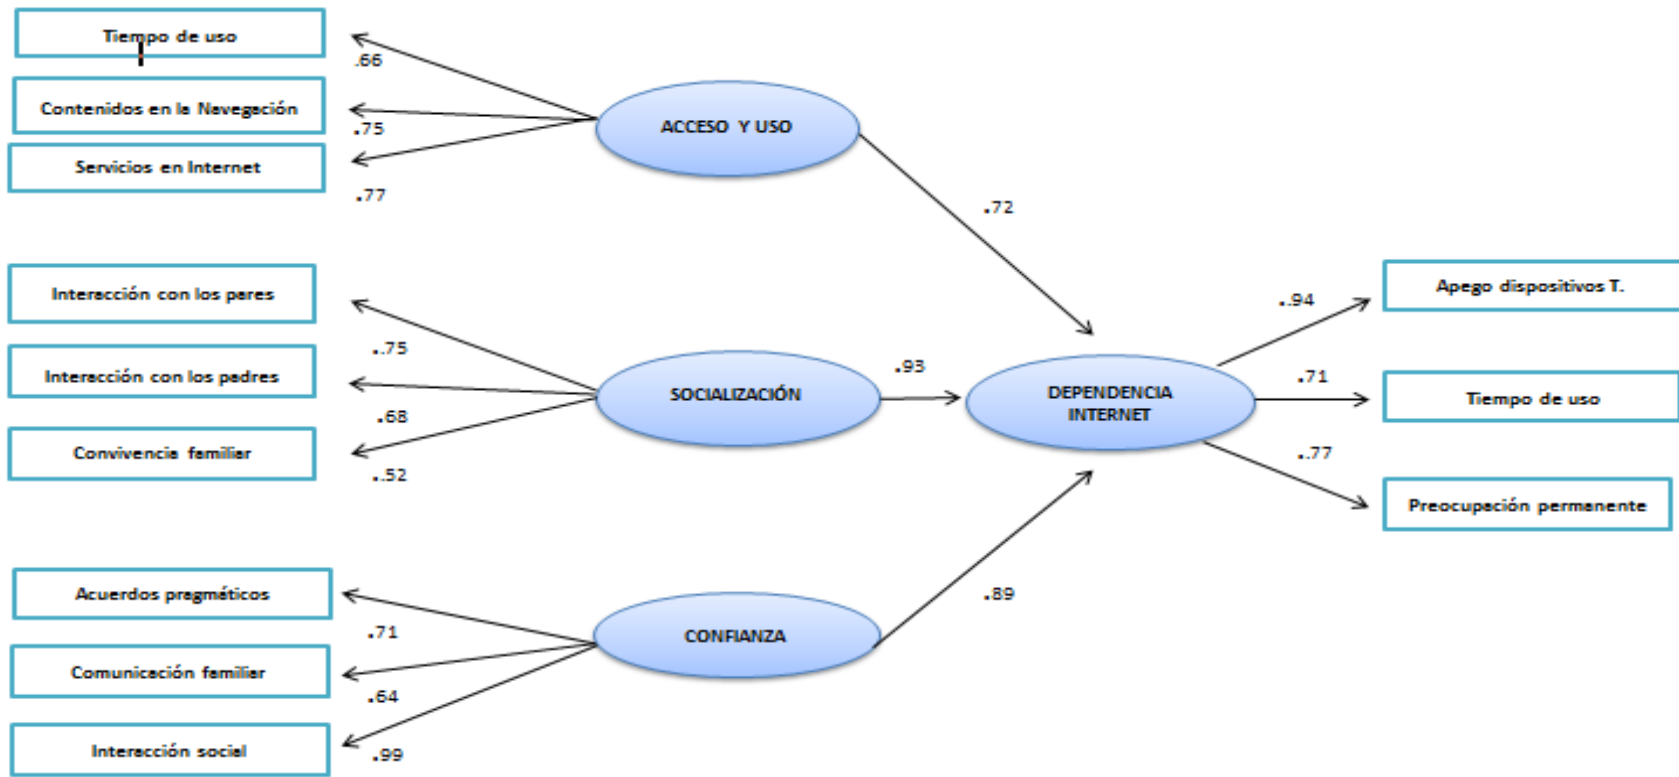 Tiempo de uso
.66
Contenidos en la Navegación
.75
Servicios en Internet
.77
ACCESO Y USO
.72
Interacción con los pares
..75
Interacción con los padres
.68
Convivencia familiar
..52
SOCIALIZACIÓN
.93
Acuerdos pragmáticos
.71
Comunicación familiar
.64
Interacción social
.99
CONFIANZA
.89
DEPENDENCIA
INTERNET
..94
Apego dispositivos T.
.71
Tiempo de uso
..77
Preocupación permanente